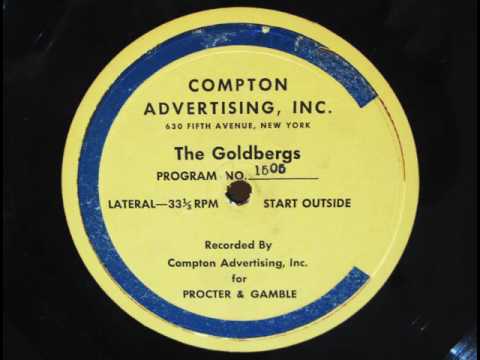 COMPTON
ADVERTISING, INC.
630 FIFTH AVENUE, NEW YORK
The Goldbergs
PROGRAM NO. 1505
LATERAL—33⅓ RPM START OUTSIDE
Recorded By
Compton Advertising, Inc.
for
PROCTER & GAMBLE